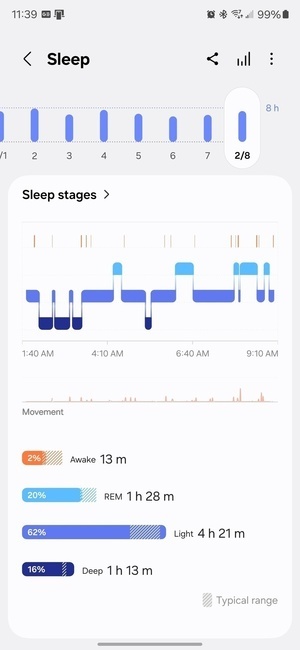 11:39 99%
Sleep
8 h
/1 2 3 4 5 6 7 2/8
Sleep stages
1:40 AM 4:10 AM 6:40 AM 9:10 AM
Movement
2% Awake 13 m
20% REM 1 h 28 m
62% Light 4 h 21 m
16% Deep 1 h 13 m
Typical range